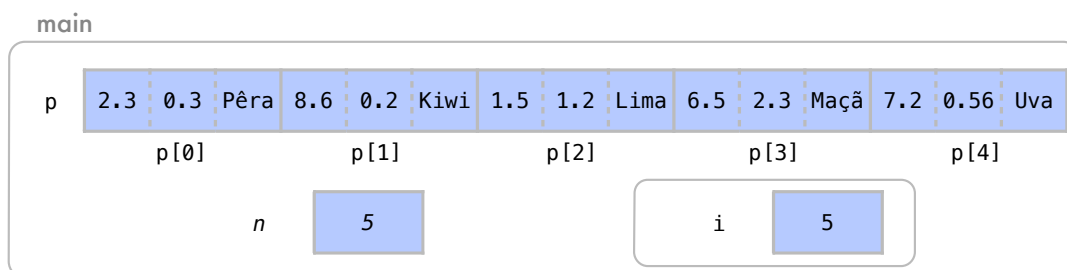 main
p 2.3 0.3 Pêra 8.6 0.2 Kiwi 1.5 1.2 Lima 6.5 2.3 Maçã 7.2 0.56 Uva
p[0] p[1] p[2] p[3] p[4]
n 5 i 5